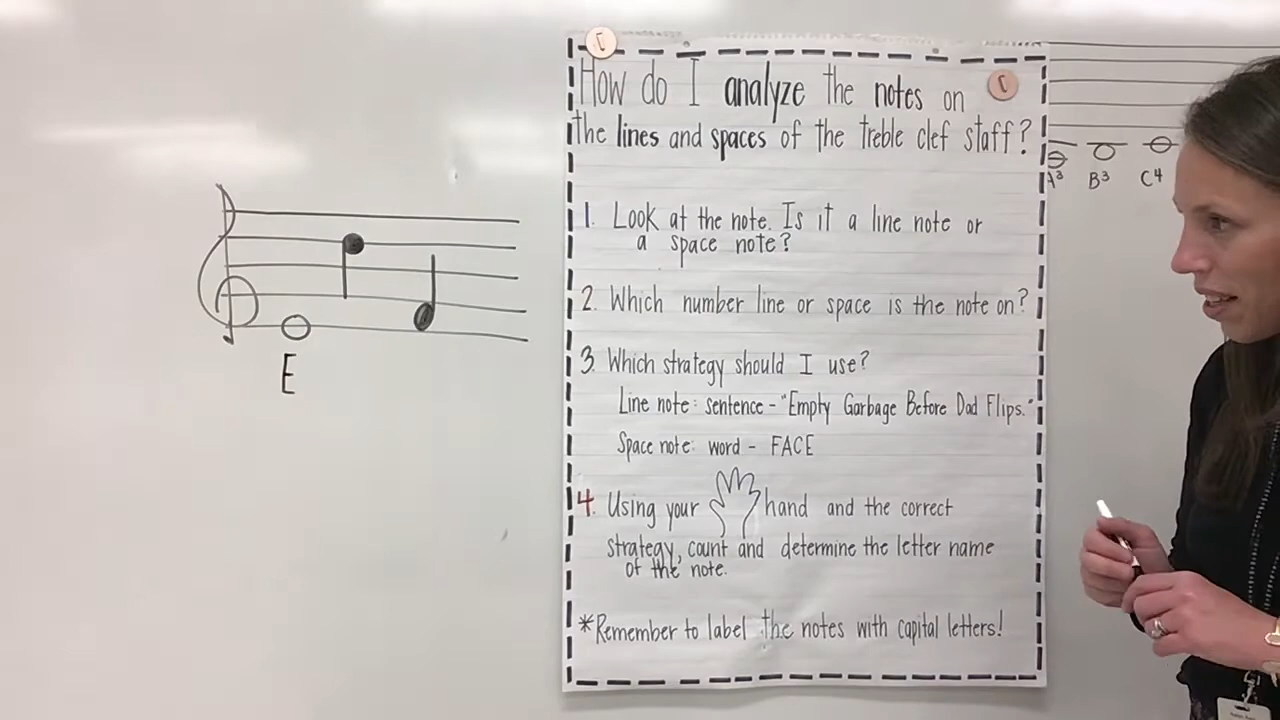 How do I analyze the notes on
the lines and spaces of the treble clef staff?
1. Look at the note. Is it a line note or
a space note?
2. Which number line or space is the note on?
3. Which strategy should I use?
Line note: sentence - "Empty Garbage Before Dad Flips."
Space note: word - FACE
4. Using your hand and the correct
strategy, count and determine the letter name
of the note.
*Remember to label the notes with capital letters!
E
A3 B3 C4